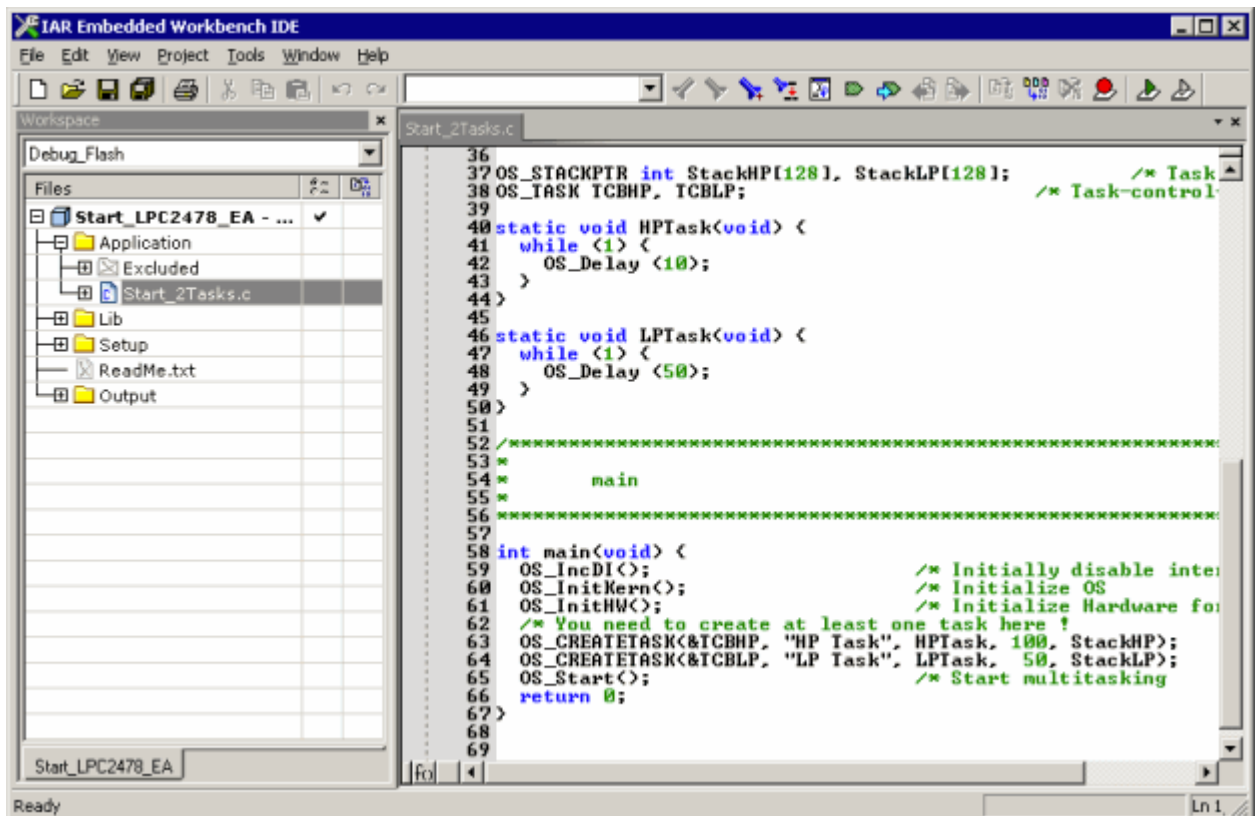 IAR Embedded Workbench IDE
File Edit View Project Tools Window Help
Workspace
Debug_Flash
Files
Start_LPC2478_EA - ...
Application
Excluded
Start_2Tasks.c
Lib
Setup
ReadMe.txt
Output
Start_LPC2478_EA
Start_2Tasks.c
36
37 OS_STACKPTR int StackHP[128], StackLP[128]; /* Task
38 OS_TASK TCBHP, TCBLP; /* Task-control
39
40 static void HPTask(void) {
41 while (1) {
42 OS_Delay (10);
43 }
44 }
45
46 static void LPTask(void) {
47 while (1) {
48 OS_Delay (50);
49 }
50 }
51
52 /**********************************************************
53 *
54 * main
55 *
56 ***********************************************************
57
58 int main(void) {
59 OS_IncDI(); /* Initially disable inte
60 OS_InitKern(); /* Initialize OS
61 OS_InitHW(); /* Initialize Hardware fo
62 /* You need to create at least one task here !
63 OS_CREATETASK(&TCBHP, "HP Task", HPTask, 100, StackHP);
64 OS_CREATETASK(&TCBLP, "LP Task", LPTask, 50, StackLP);
65 OS_Start(); /* Start multitasking
66 return 0;
67 }
68
69
fo
Ready
Ln 1,